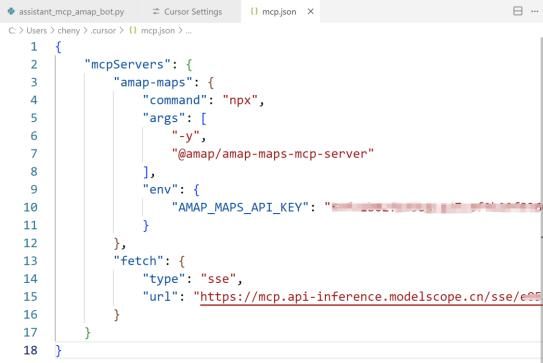 assistant_mcp_amap_bot.py Cursor Settings {} mcp.json ×
C: > Users > cheny > .cursor > {} mcp.json > ...
1 {
2 "mcpServers": {
3 "amap-maps": {
4 "command": "npx",
5 "args": [
6 "-y",
7 "@amap/amap-maps-mcp-server"
8 ],
9 "env": {
10 "AMAP_MAPS_API_KEY": "
11 }
12 },
13 "fetch": {
14 "type": "sse",
15 "url": "https://mcp.api-inference.modelscope.cn/sse/
16 }
17 }
18 }